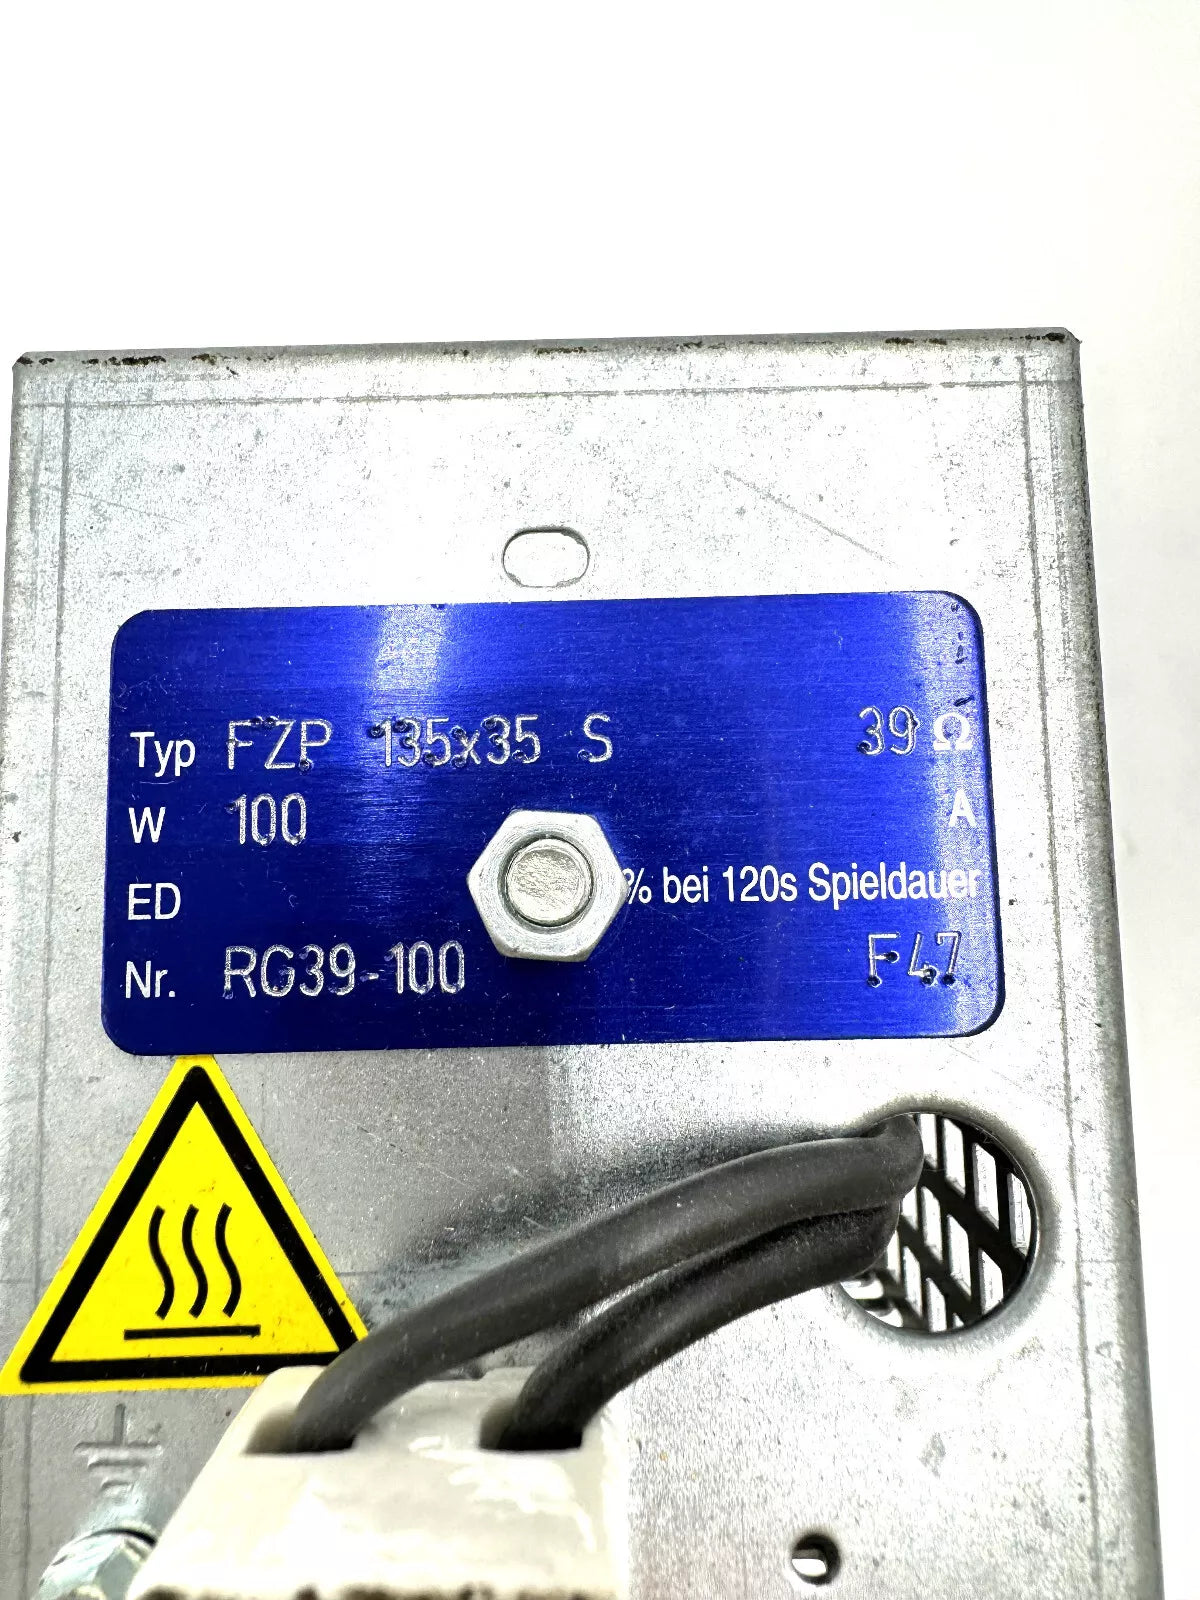 Typ FZP 135x35 S 39 Ω
W 100 A
ED % bei 120s Spieldauer
Nr. RG39-100 F47